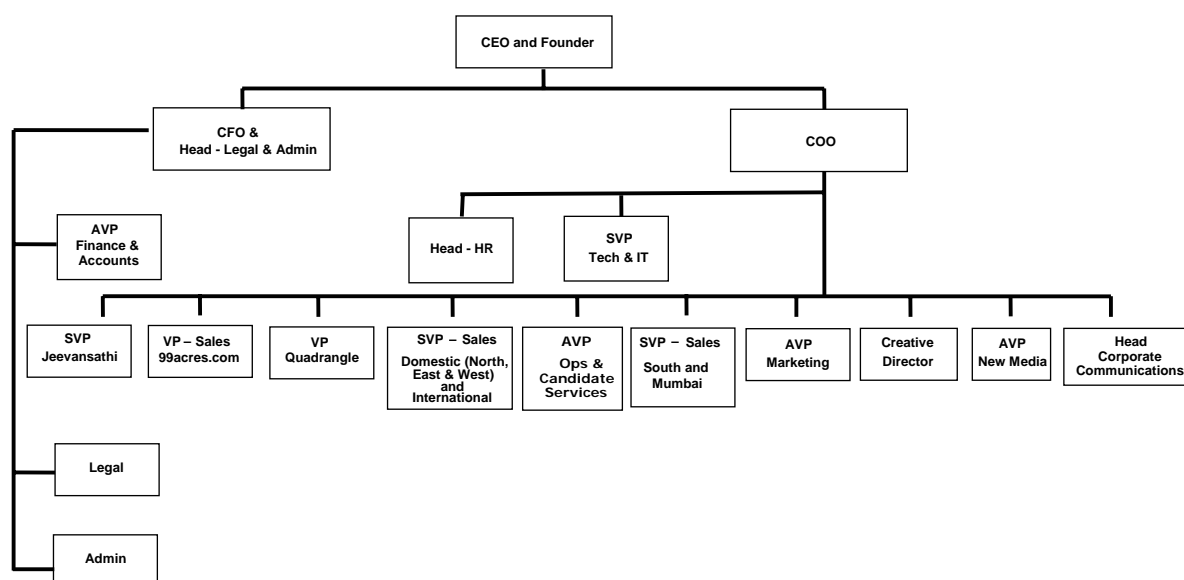 CEO and Founder
CFO &
Head - Legal & Admin
COO
AVP
Finance &
Accounts
Head - HR
SVP
Tech & IT
SVP
Jeevansathi
VP – Sales
99acres.com
VP
Quadrangle
SVP – Sales
Domestic (North,
East & West)
and
International
AVP
Ops &
Candidate
Services
SVP – Sales
South and
Mumbai
AVP
Marketing
Creative
Director
AVP
New Media
Head
Corporate
Communications
Legal
Admin